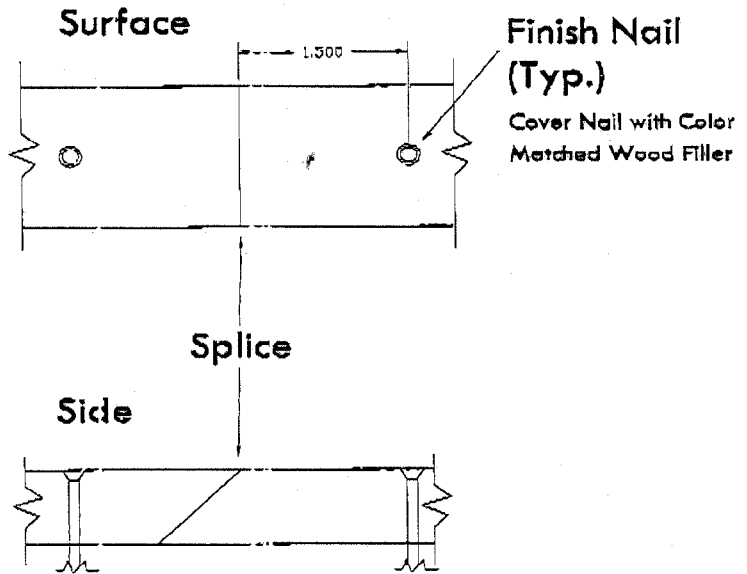 Surface
1.500
Finish Nail
(Typ.)
Cover Nail with Color
Matched Wood Filler
Splice
Side